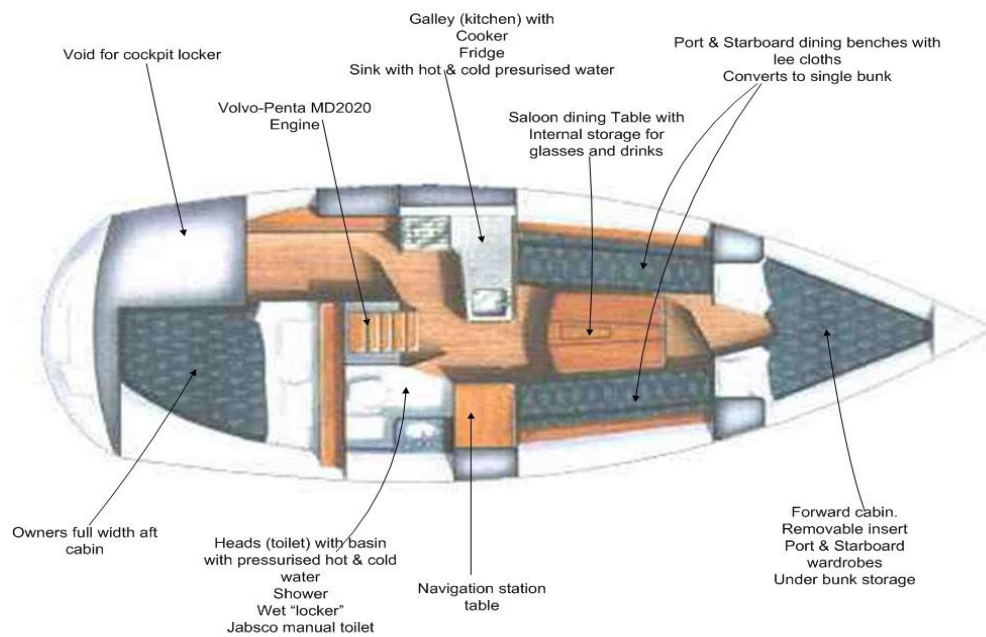 Galley (kitchen) with
Cooker
Fridge
Sink with hot & cold presurised water
Void for cockpit locker
Port & Starboard dining benches with
lee cloths
Converts to single bunk
Volvo-Penta MD2020
Engine
Saloon dining Table with
Internal storage for
glasses and drinks
Owners full width aft
cabin
Heads (toilet) with basin
with pressurised hot & cold
water
Shower
Wet “locker”
Jabsco manual toilet
Navigation station
table
Forward cabin.
Removable insert
Port & Starboard
wardrobes
Under bunk storage